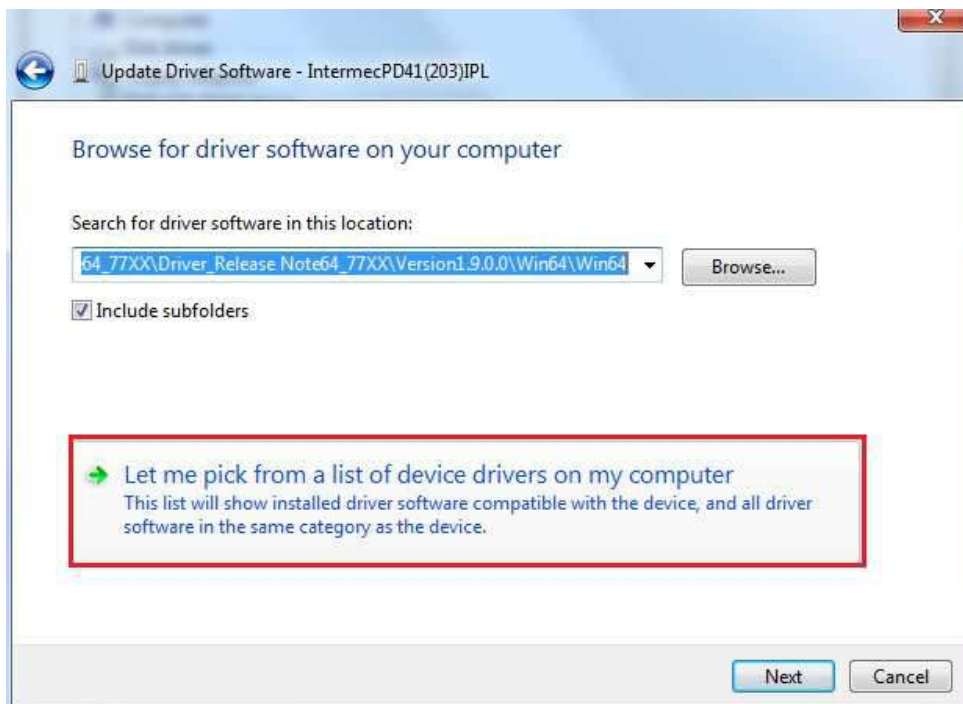 Update Driver Software - IntermecPD41(203)IPL
Browse for driver software on your computer
Search for driver software in this location:
64_77XX\Driver_Release Note64_77XX\Version1.9.0.0\Win64\Win64
Browse...
Include subfolders
Let me pick from a list of device drivers on my computer
This list will show installed driver software compatible with the device, and all driver
software in the same category as the device.
Next
Cancel